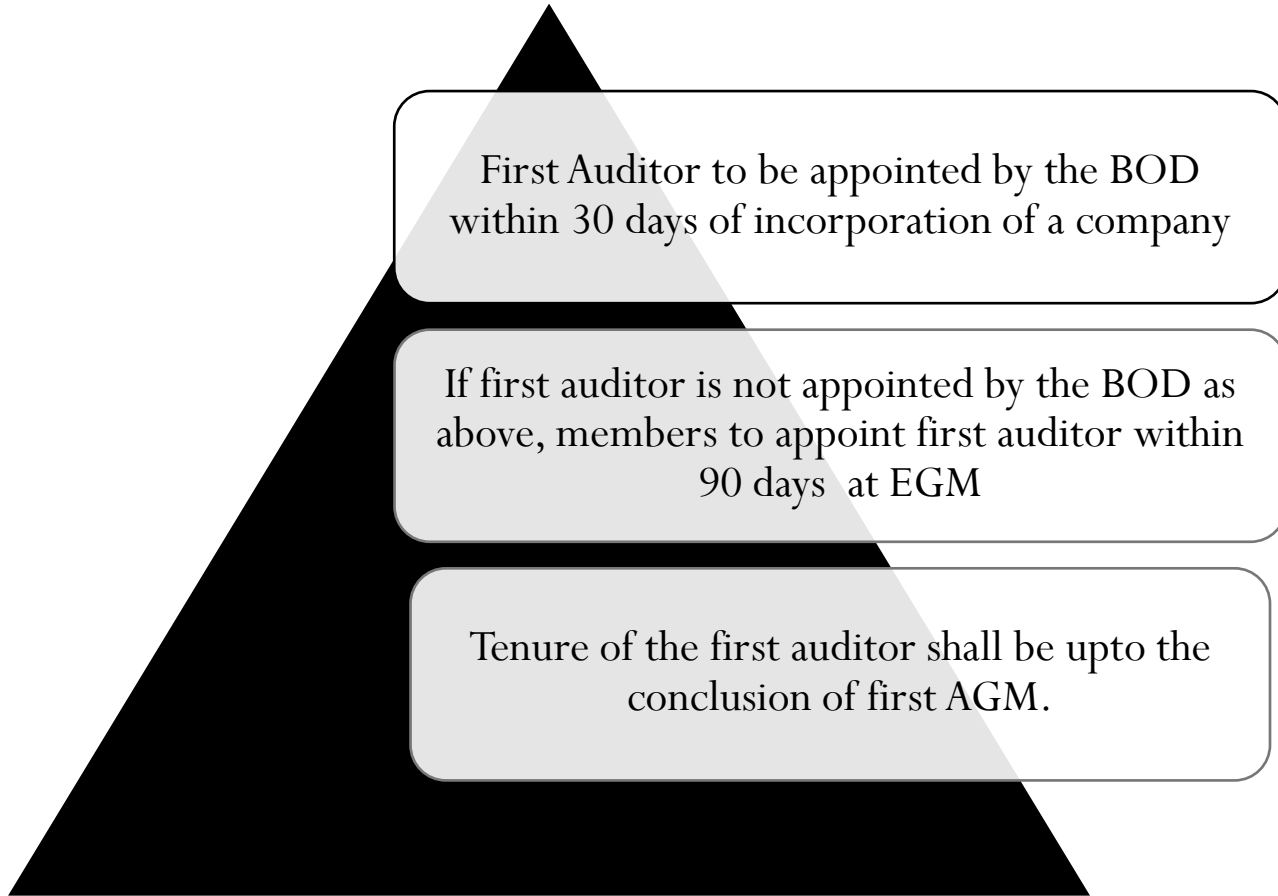 First Auditor to be appointed by the BOD
within 30 days of incorporation of a company
If first auditor is not appointed by the BOD as
above, members to appoint first auditor within
90 days  at EGM
Tenure of the first auditor shall be upto the
conclusion of first AGM.